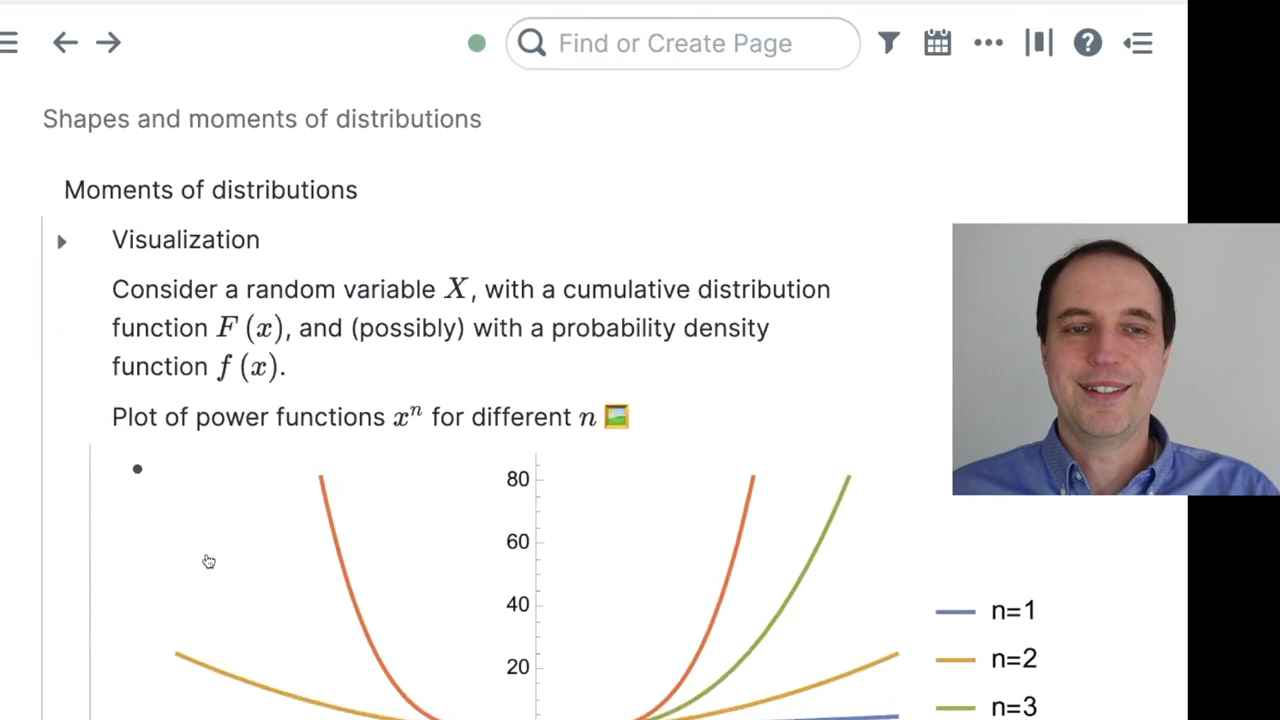 Find or Create Page
Shapes and moments of distributions
Moments of distributions
Visualization
Consider a random variable X, with a cumulative distribution
function F (x), and (possibly) with a probability density
function f (x).
Plot of power functions xⁿ for different n
80
60
40
20
n=1
n=2
n=3